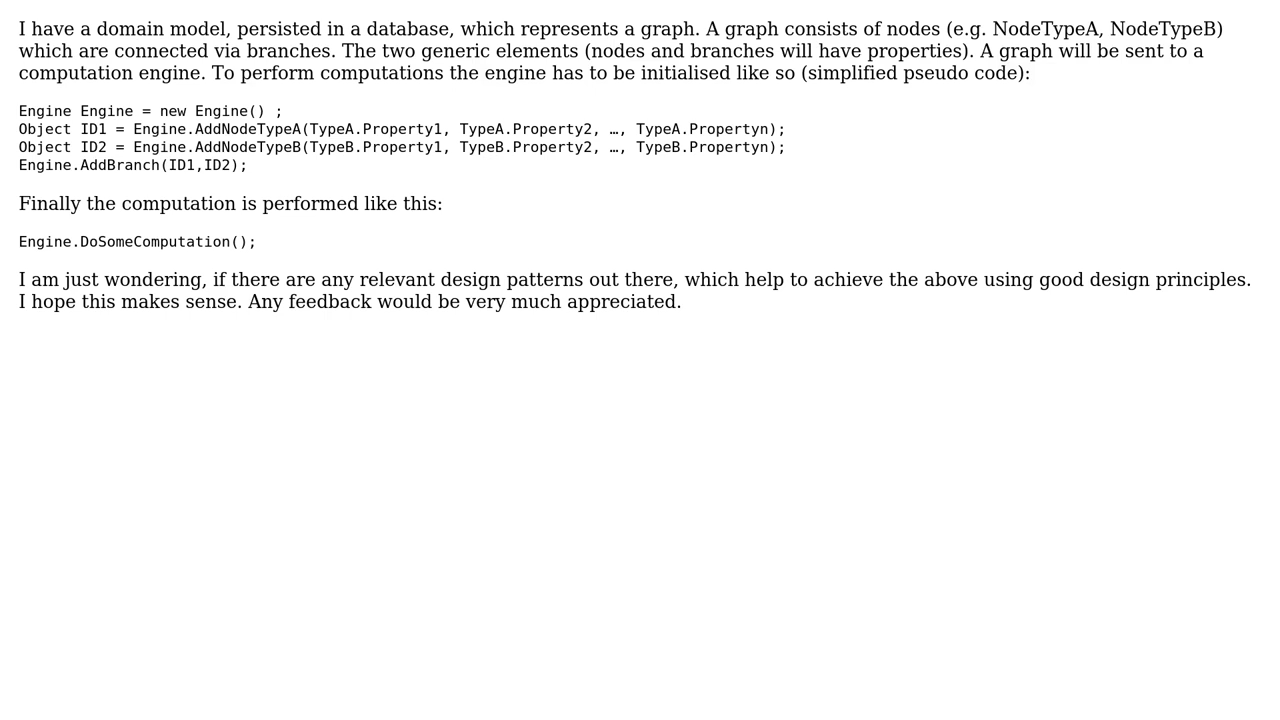 I have a domain model, persisted in a database, which represents a graph. A graph consists of nodes (e.g. NodeTypeA, NodeTypeB)
which are connected via branches. The two generic elements (nodes and branches will have properties). A graph will be sent to a
computation engine. To perform computations the engine has to be initialised like so (simplified pseudo code):
Engine Engine = new Engine() ;
Object ID1 = Engine.AddNodeTypeA(TypeA.Property1, TypeA.Property2, …, TypeA.Propertyn);
Object ID2 = Engine.AddNodeTypeB(TypeB.Property1, TypeB.Property2, …, TypeB.Propertyn);
Engine.AddBranch(ID1,ID2);
Finally the computation is performed like this:
Engine.DoSomeComputation();
I am just wondering, if there are any relevant design patterns out there, which help to achieve the above using good design principles.
I hope this makes sense. Any feedback would be very much appreciated.